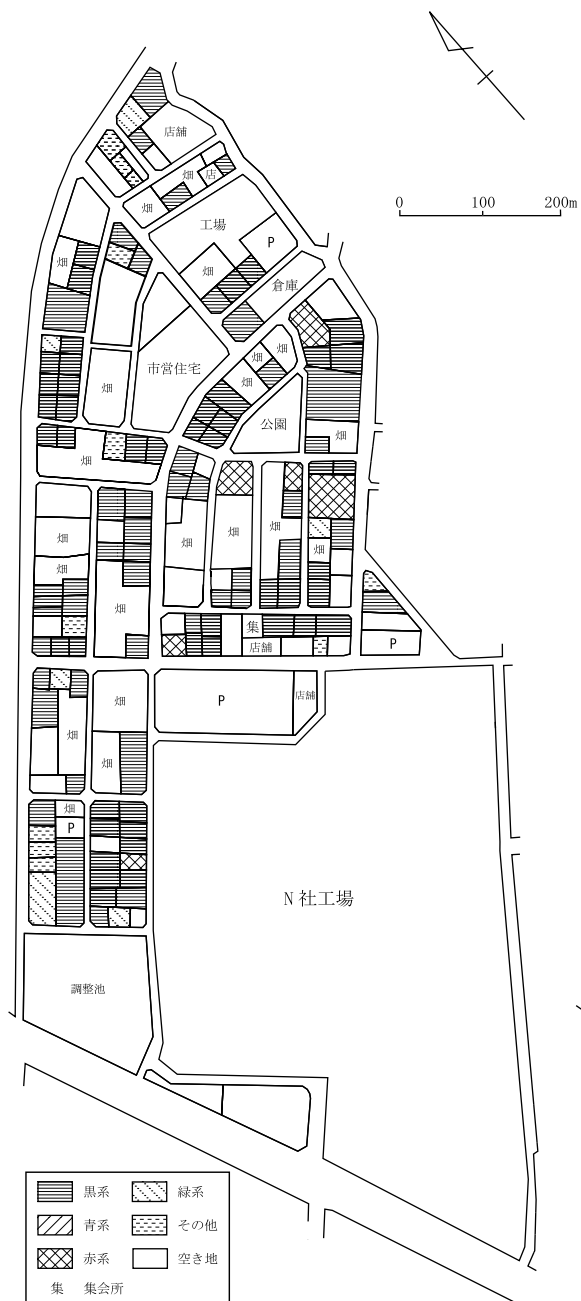 0 100 200m
店舗
畑 店
畑
工場
P
畑
畑
倉庫
畑 畑
市営住宅 畑
畑
公園
畑
畑
畑
畑 畑
畑
畑
畑
畑
集
店舗
P
畑
P
店舗
畑
畑
畑
P
N社工場
調整池
黒系 緑系
青系 その他
赤系 空き地
集 集会所